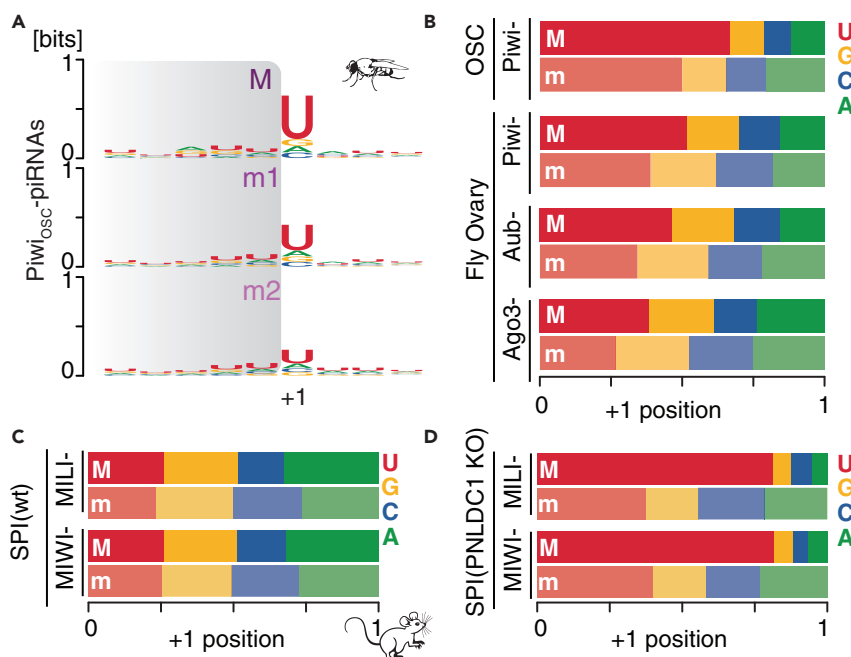 A
[bits]
1
M
U
0
1
m1
PiwiOSC-piRNAs
U
0
1
m2
U
0
+1
B
OSC
Piwi-
M
m
U
G
C
A
Fly Ovary
Piwi-
M
m
Aub-
M
m
Ago3-
M
m
0
+1 position
1
C
SPI(wt)
MILI-
M
m
U
G
C
A
MIWI-
M
m
0
+1 position
1
D
SPI(PNLDC1 KO)
MILI-
M
m
U
G
C
A
MIWI-
M
m
0
+1 position
1